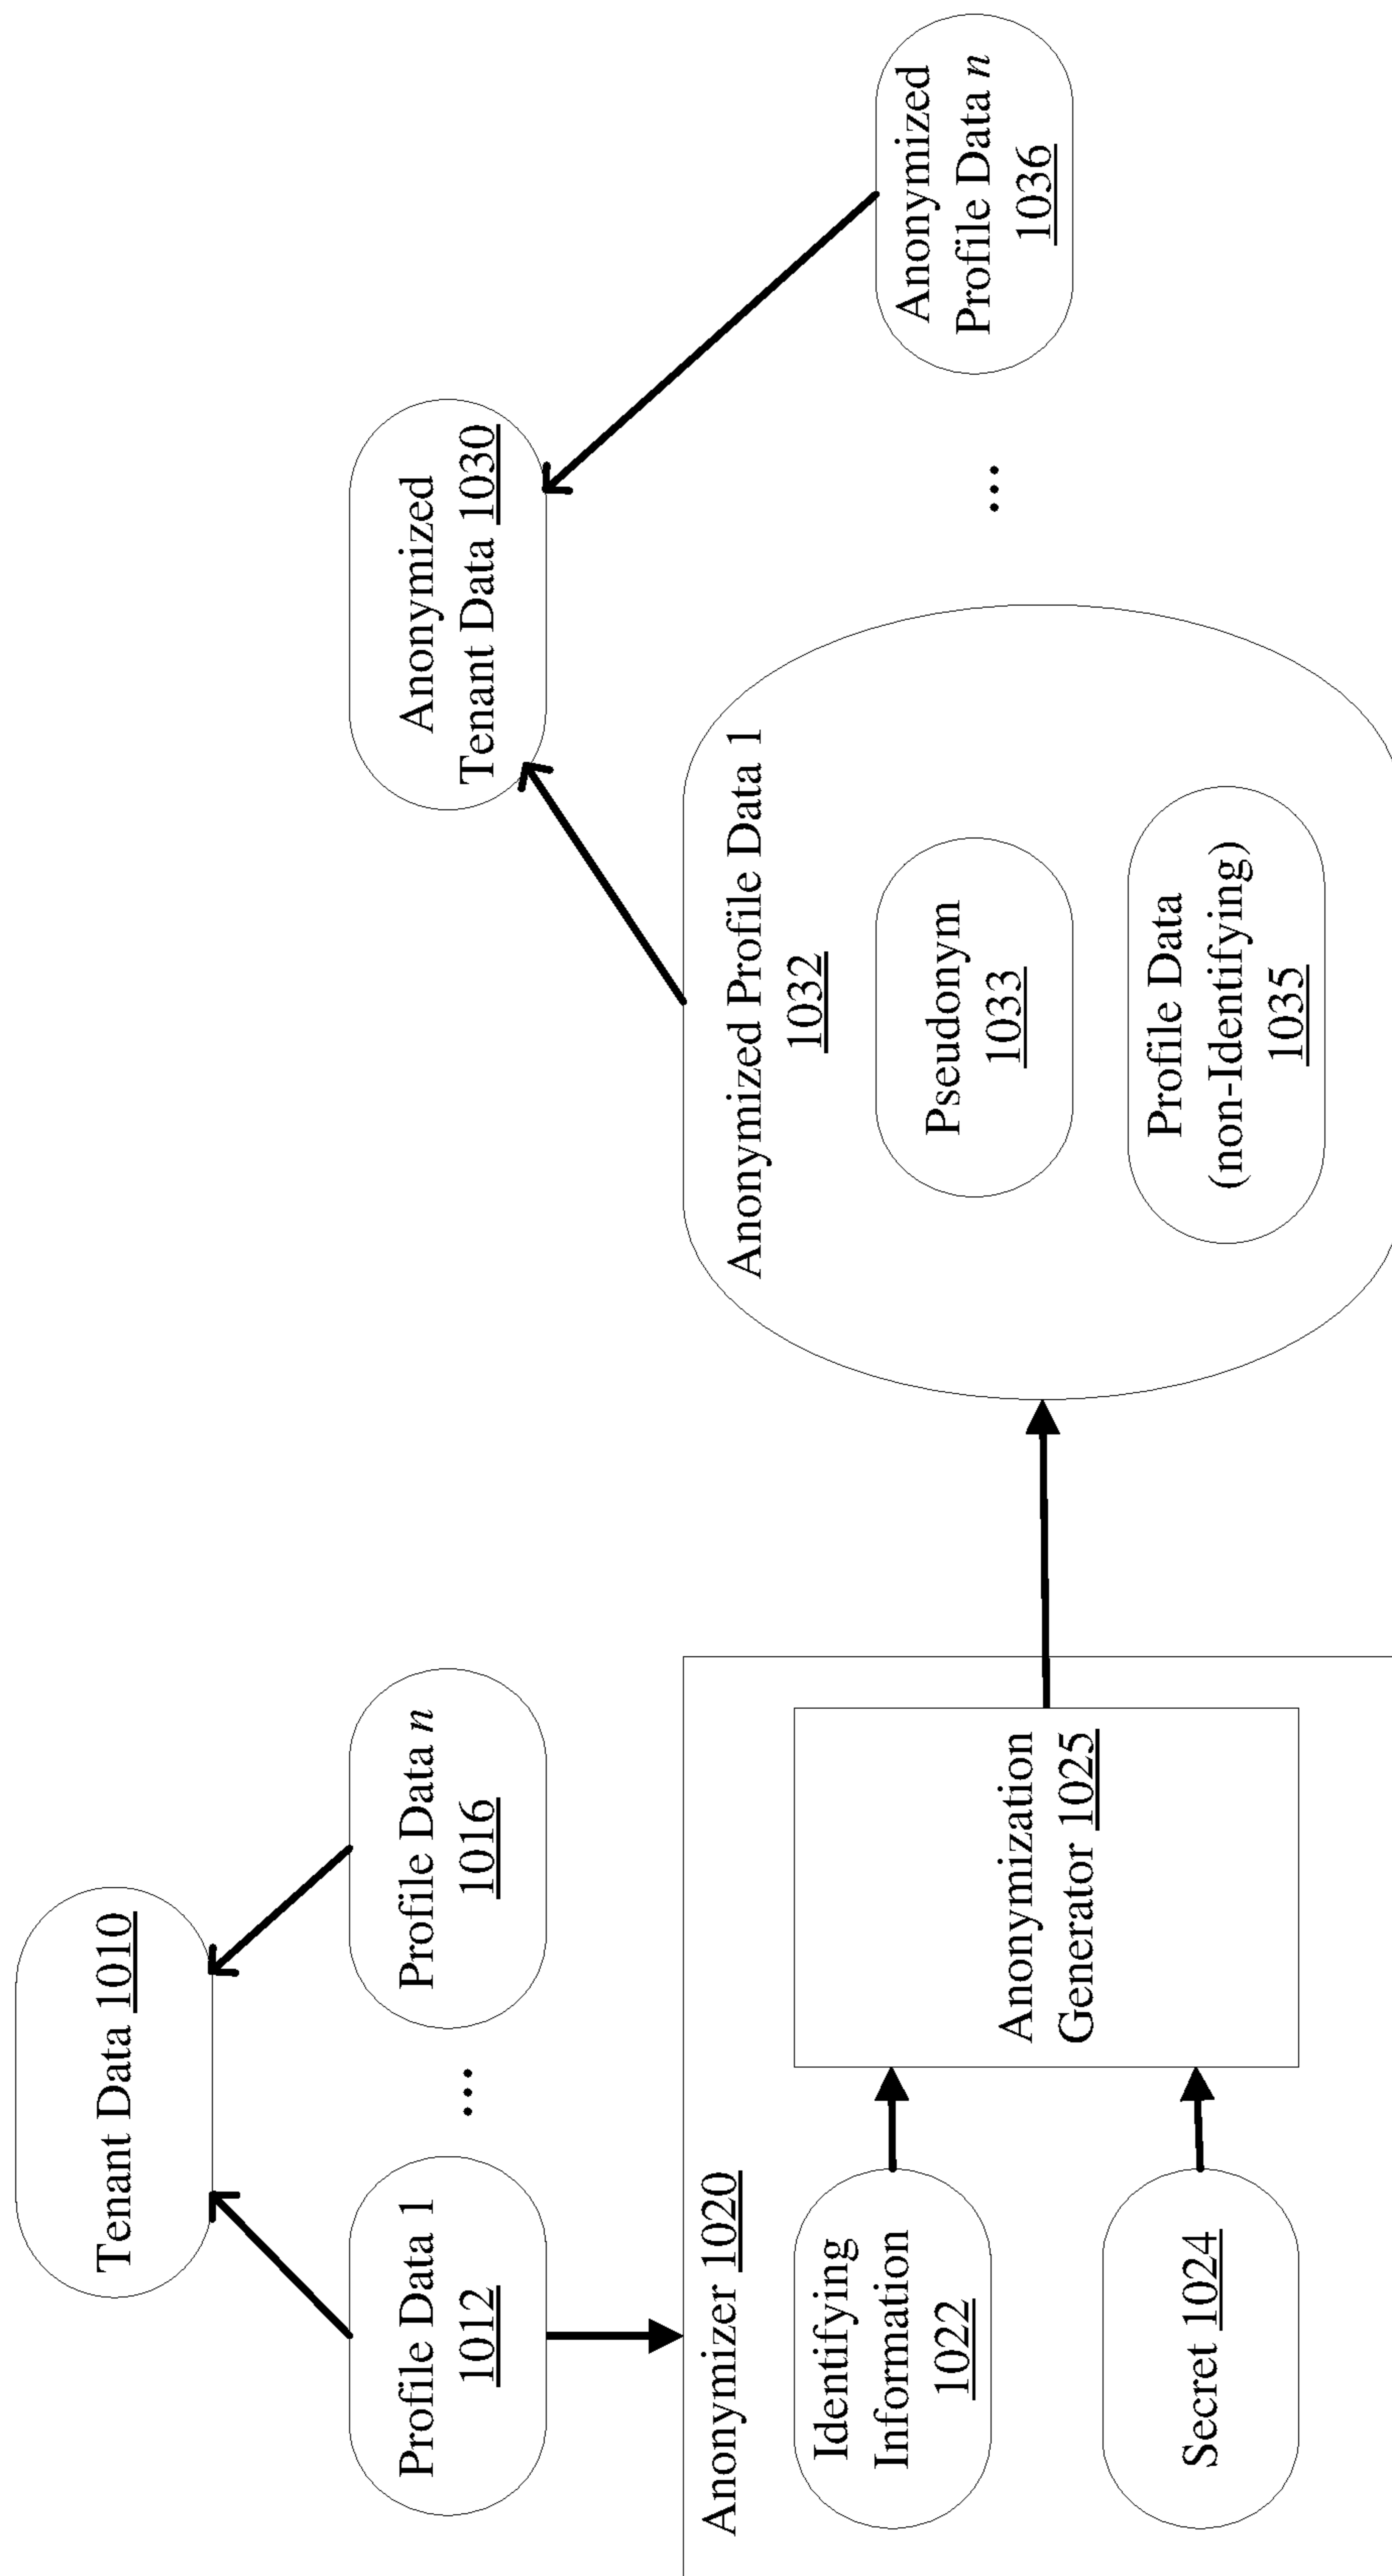 Tenant Data 1010
Profile Data 1
1012
...
Profile Data n
1016
Anonymizer 1020
Identifying
Information
1022
Secret 1024
Anonymization
Generator 1025
Anonymized
Tenant Data 1030
Anonymized Profile Data 1
1032
Pseudonym
1033
Profile Data
(non-Identifying)
1035
...
Anonymized
Profile Data n
1036